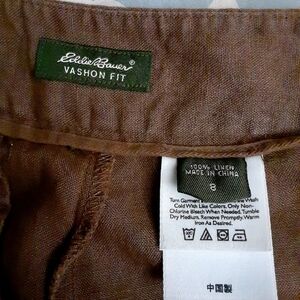 Eddie Bauer®
VASHON FIT
100% LINEN
MADE IN CHINA
8
Turn Garment Wash
Cold With Like Colors, Only Non-
Chlorine Bleach When Needed, Tumble
Dry Medium, Remove Promptly, Warm
Iron As Desired.
中国製